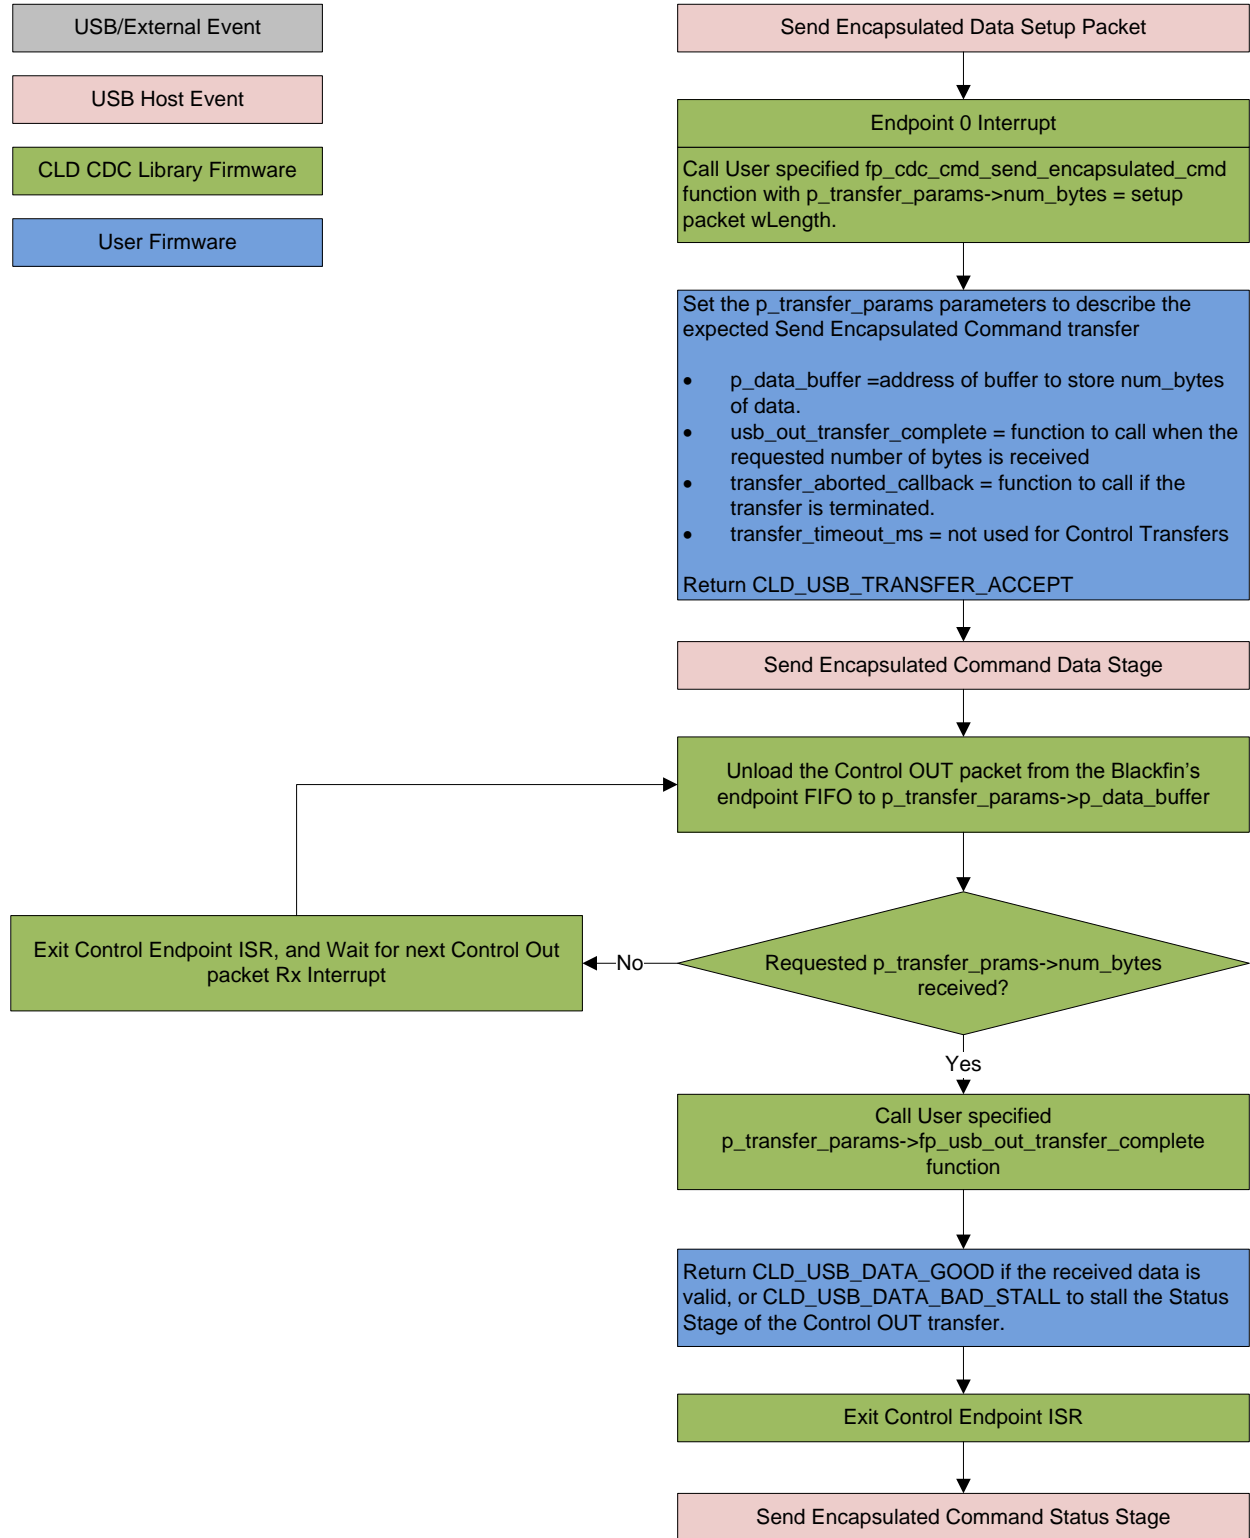 USB/External Event
USB Host Event
CLD CDC Library Firmware
User Firmware
Send Encapsulated Data Setup Packet
Endpoint 0 Interrupt
Call User specified fp_cdc_cmd_send_encapsulated_cmd
function with p_transfer_params->num_bytes = setup
packet wLength.
Set the p_transfer_params parameters to describe the
expected Send Encapsulated Command transfer
• p_data_buffer =address of buffer to store num_bytes
of data.
• usb_out_transfer_complete = function to call when the
requested number of bytes is received
• transfer_aborted_callback = function to call if the
transfer is terminated.
• transfer_timeout_ms = not used for Control Transfers
Return CLD_USB_TRANSFER_ACCEPT
Send Encapsulated Command Data Stage
Unload the Control OUT packet from the Blackfin's
endpoint FIFO to p_transfer_params->p_data_buffer
Requested p_transfer_prams->num_bytes
received?
No
Exit Control Endpoint ISR, and Wait for next Control Out
packet Rx Interrupt
Yes
Call User specified
p_transfer_params->fp_usb_out_transfer_complete
function
Return CLD_USB_DATA_GOOD if the received data is
valid, or CLD_USB_DATA_BAD_STALL to stall the Status
Stage of the Control OUT transfer.
Exit Control Endpoint ISR
Send Encapsulated Command Status Stage